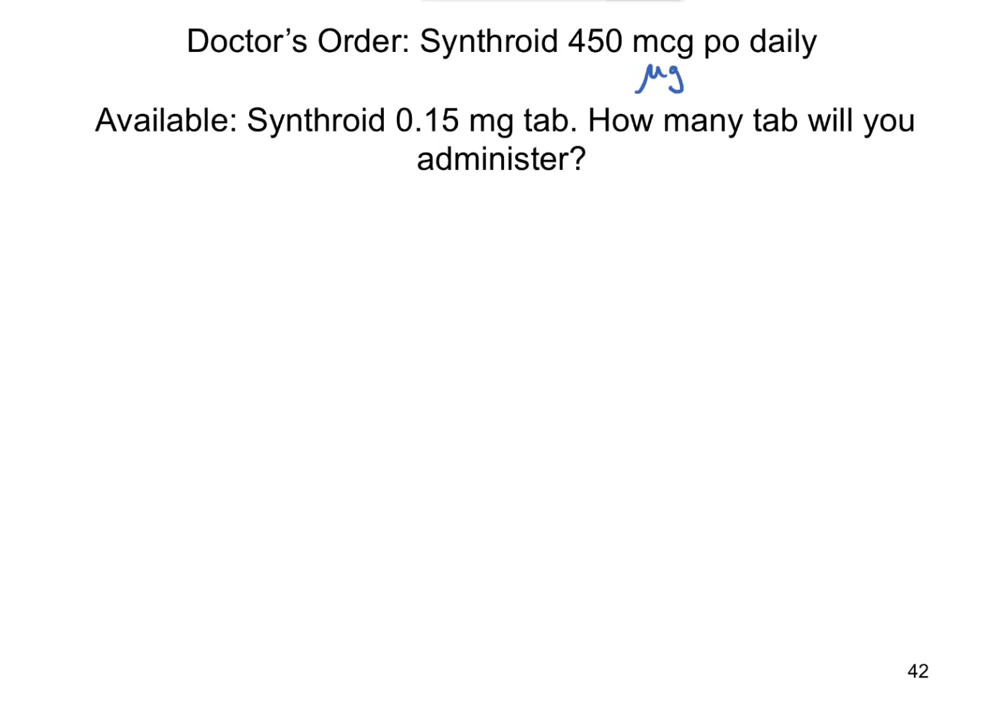 Doctor’s Order: Synthroid 450 mcg po daily
μg
Available: Synthroid 0.15 mg tab. How many tab will you
administer?
42